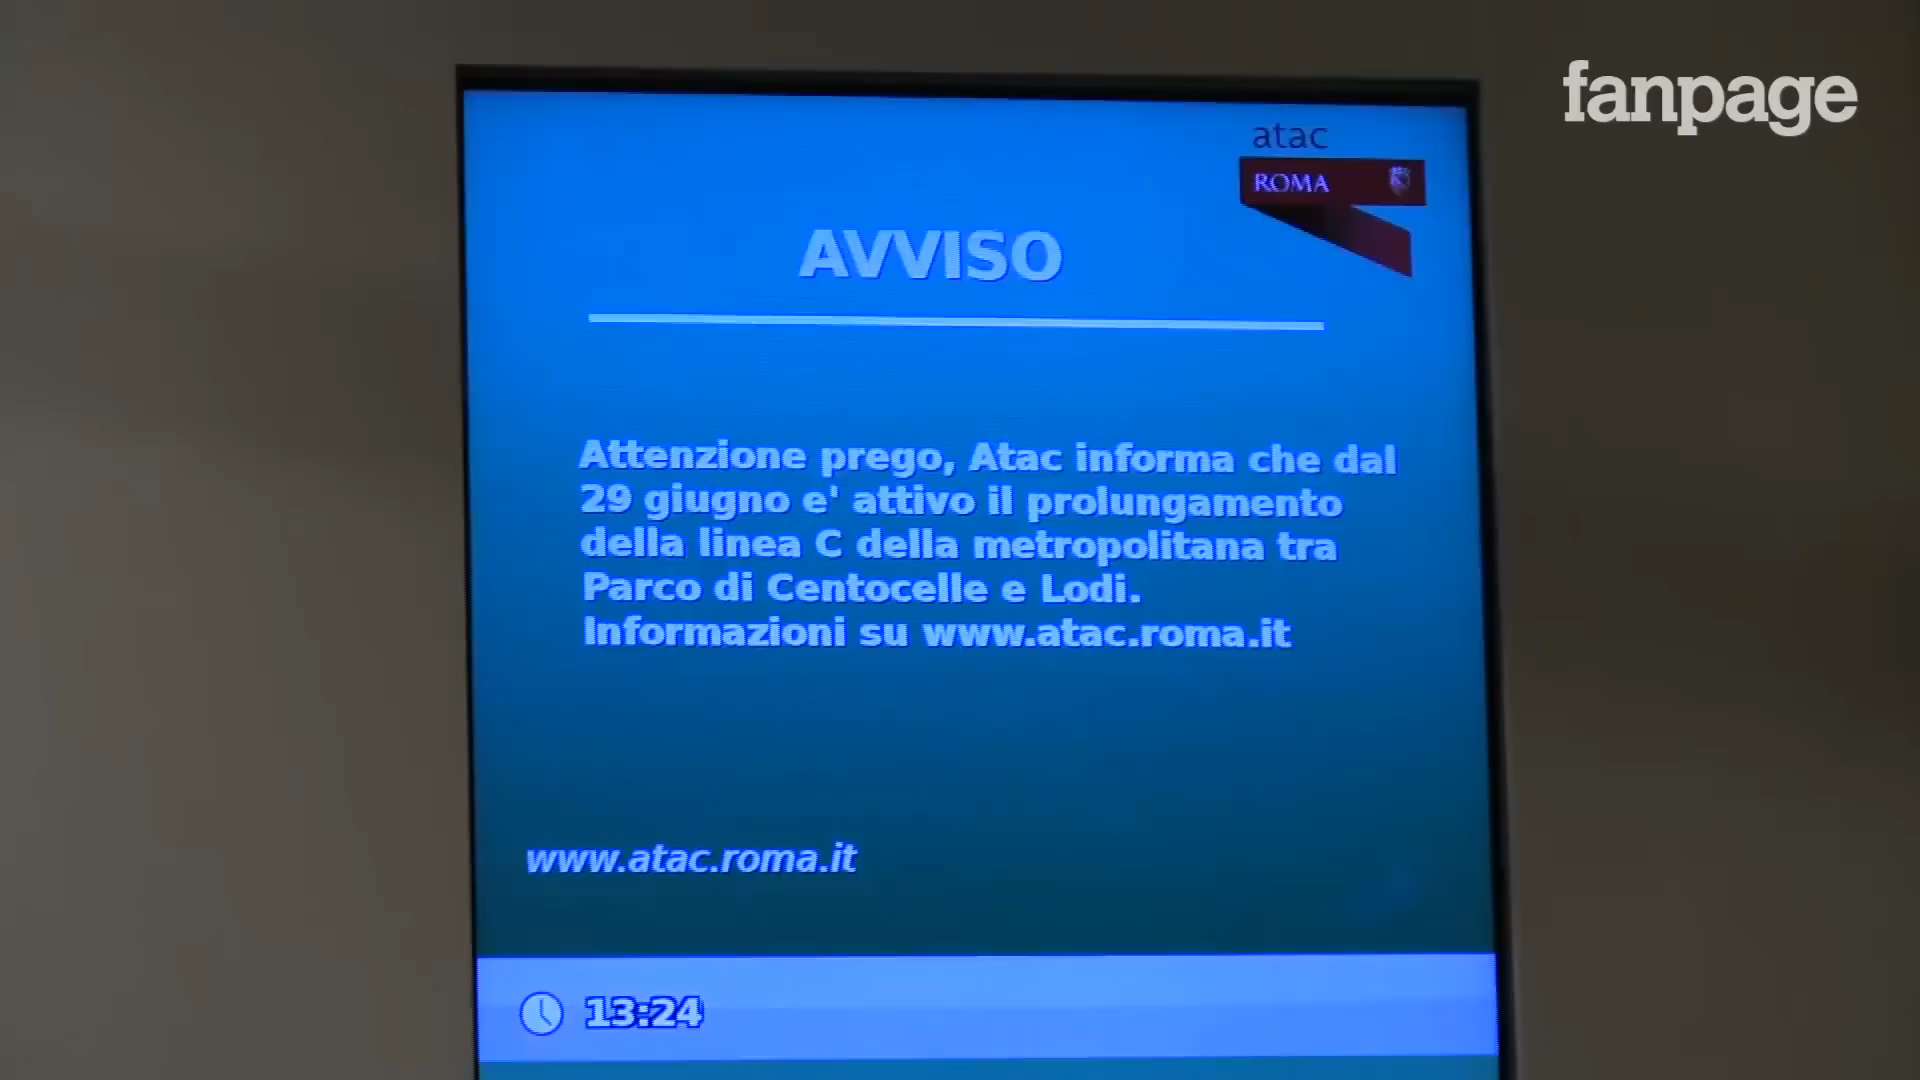 fanpage
atac
ROMA
AVVISO
Attenzione prego, Atac informa che dal
29 giugno e' attivo il prolungamento
della linea C della metropolitana tra
Parco di Centocelle e Lodi.
Informazioni su www.atac.roma.it
www.atac.roma.it
13:24